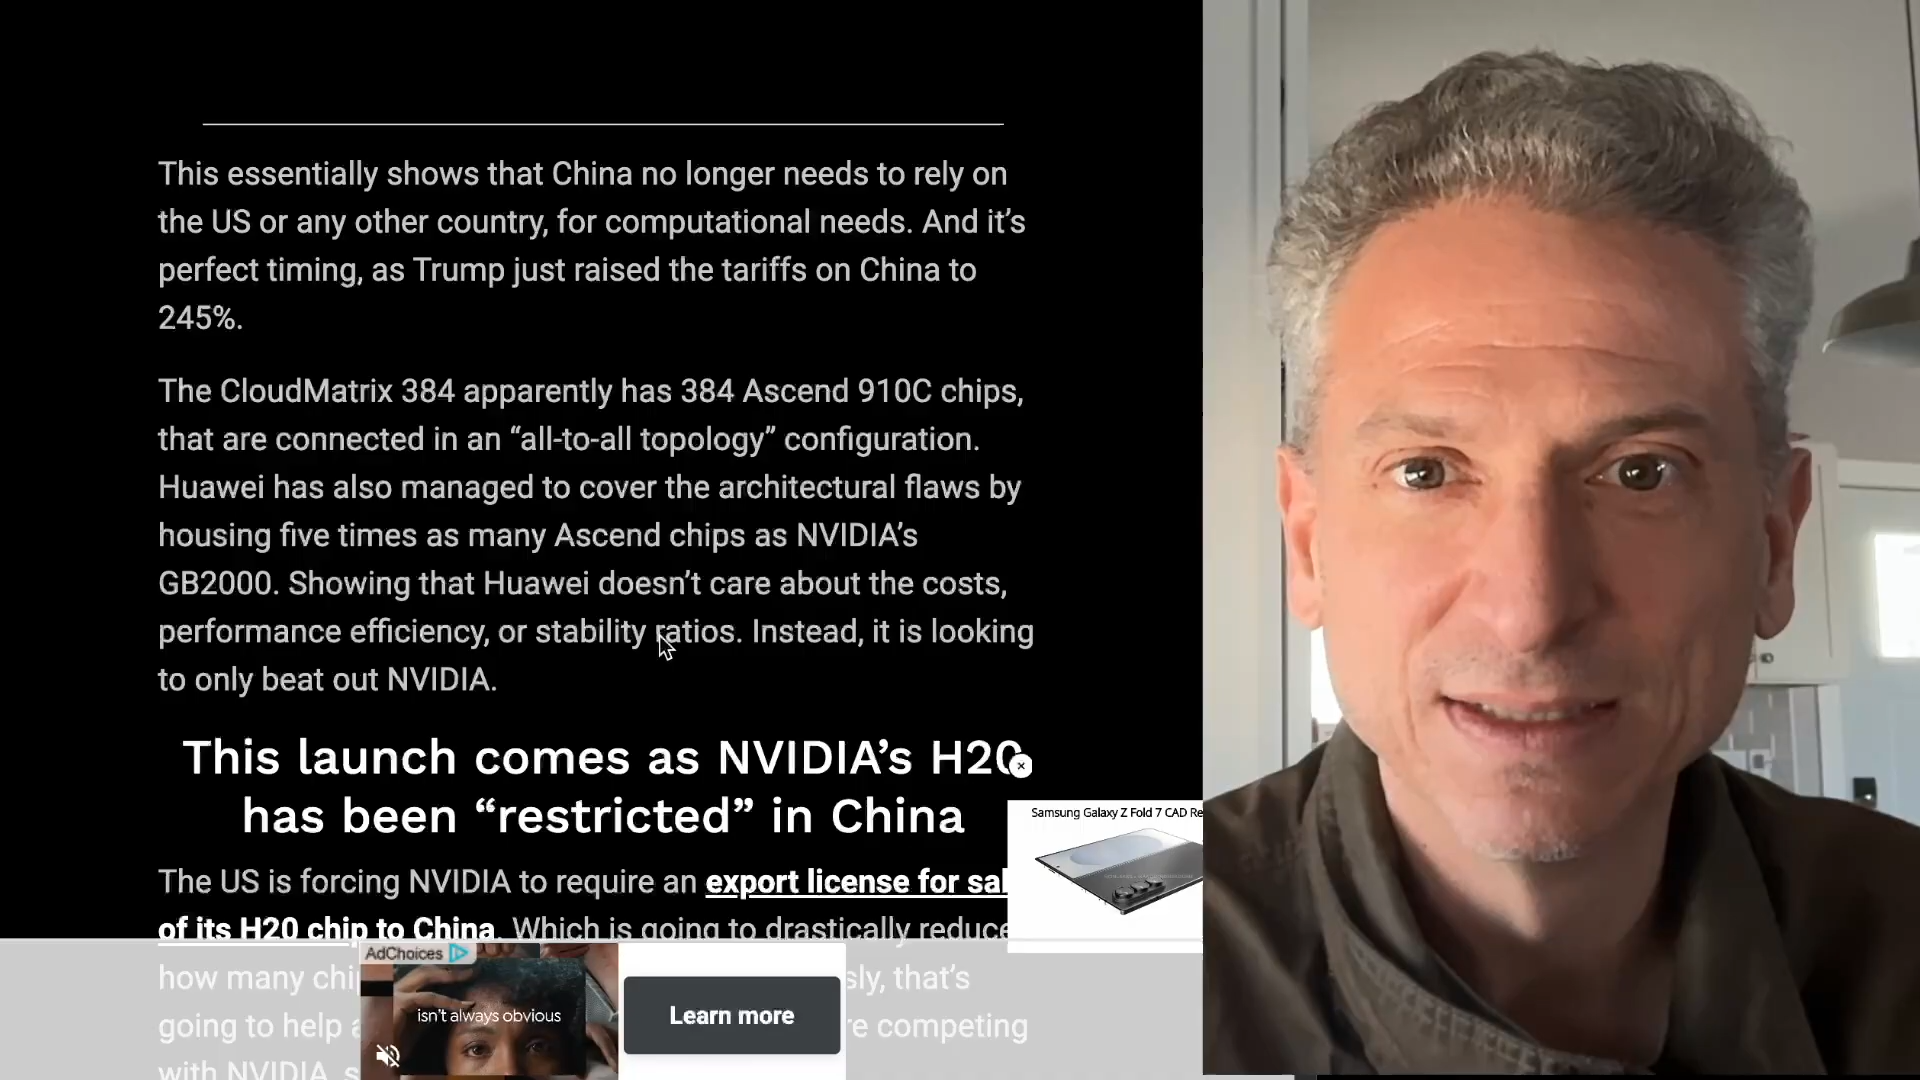 This essentially shows that China no longer needs to rely on
the US or any other country, for computational needs. And it’s
perfect timing, as Trump just raised the tariffs on China to
245%.
The CloudMatrix 384 apparently has 384 Ascend 910C chips,
that are connected in an “all-to-all topology” configuration.
Huawei has also managed to cover the architectural flaws by
housing five times as many Ascend chips as NVIDIA’s
GB2000. Showing that Huawei doesn’t care about the costs,
performance efficiency, or stability ratios. Instead, it is looking
to only beat out NVIDIA.
This launch comes as NVIDIA’s H20
has been “restricted” in China
Samsung Galaxy Z Fold 7 CAD Re
The US is forcing NVIDIA to require an export license for sal
of its H20 chip to China. Which is going to drastically reduce
AdChoices
how many chi
sly, that’s
isn't always obvious
Learn more
going to help a
re competing
with NVIDIA, s